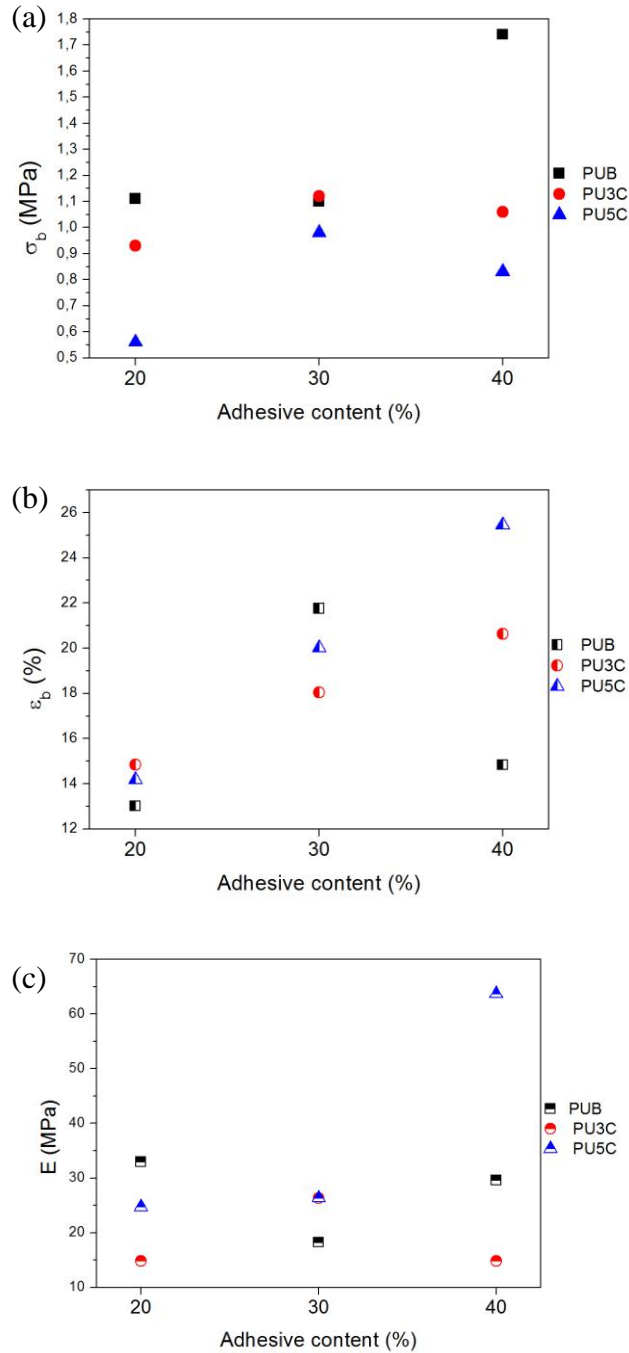 (a)
1,8
1,7
1,6
1,5
1,4
1,3
1,2
1,1
1,0
0,9
0,8
0,7
0,6
0,5
σb (MPa)
20 30 40
Adhesive content (%)
PUB
PU3C
PU5C
(b)
26
24
22
20
18
16
14
12
εb (%)
20 30 40
Adhesive content (%)
PUB
PU3C
PU5C
(c)
70
60
50
40
30
20
10
E (MPa)
20 30 40
Adhesive content (%)
PUB
PU3C
PU5C